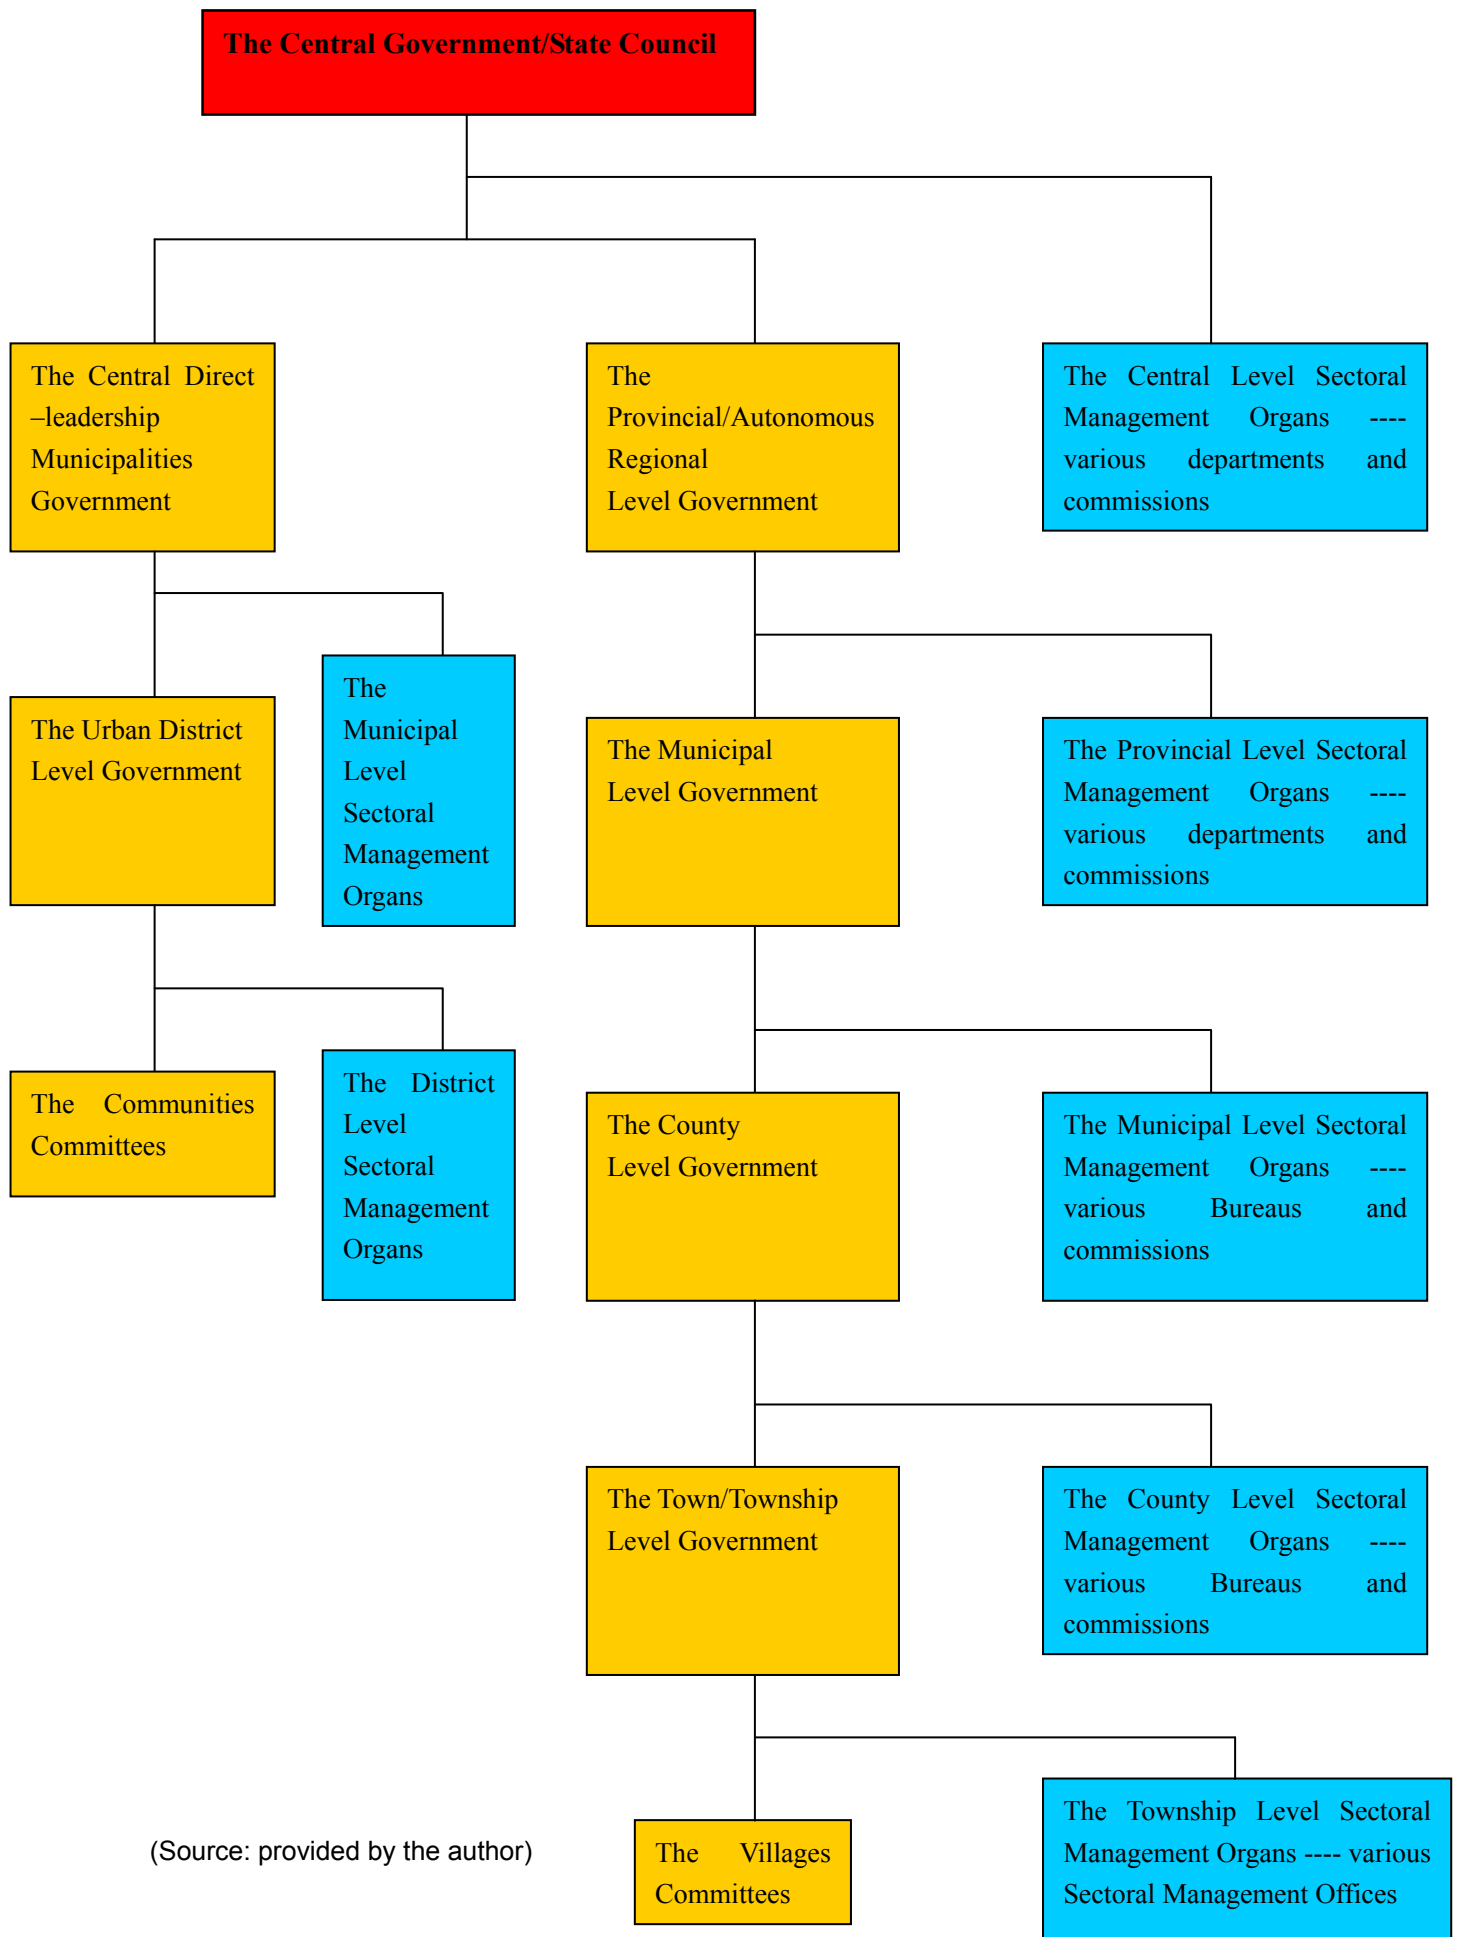 The Central Government/State Council
The Central Direct
–leadership
Municipalities
Government
The
Provincial/Autonomous
Regional
Level Government
The Central Level Sectoral
Management Organs ----
various departments and
commissions
The Urban District
Level Government
The
Municipal
Level
Sectoral
Management
Organs
The Municipal
Level Government
The Provincial Level Sectoral
Management Organs ----
various departments and
commissions
The Communities
Committees
The District
Level
Sectoral
Management
Organs
The County
Level Government
The Municipal Level Sectoral
Management Organs ----
various Bureaus and
commissions
The Town/Township
Level Government
The County Level Sectoral
Management Organs ----
various Bureaus and
commissions
(Source: provided by the author)
The Villages
Committees
The Township Level Sectoral
Management Organs ---- various
Sectoral Management Offices